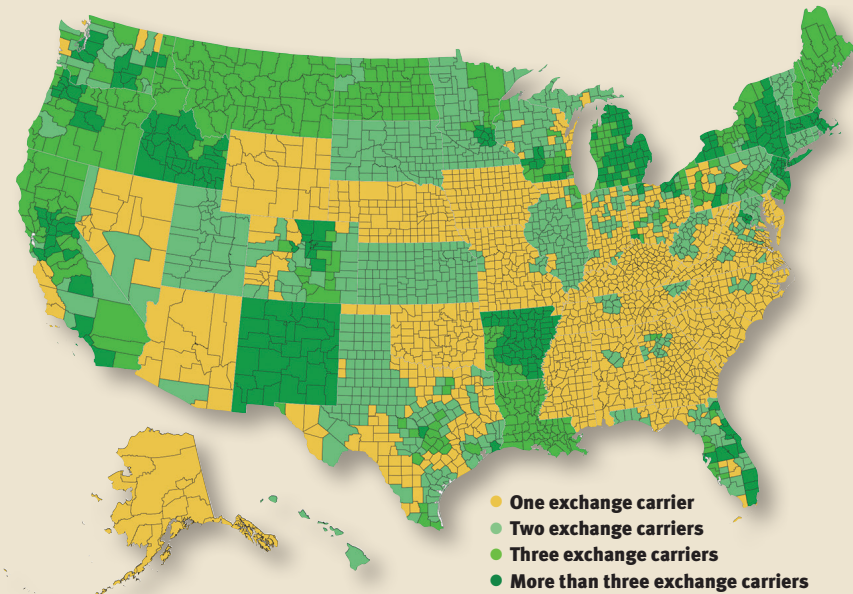 One exchange carrier
Two exchange carriers
Three exchange carriers
More than three exchange carriers